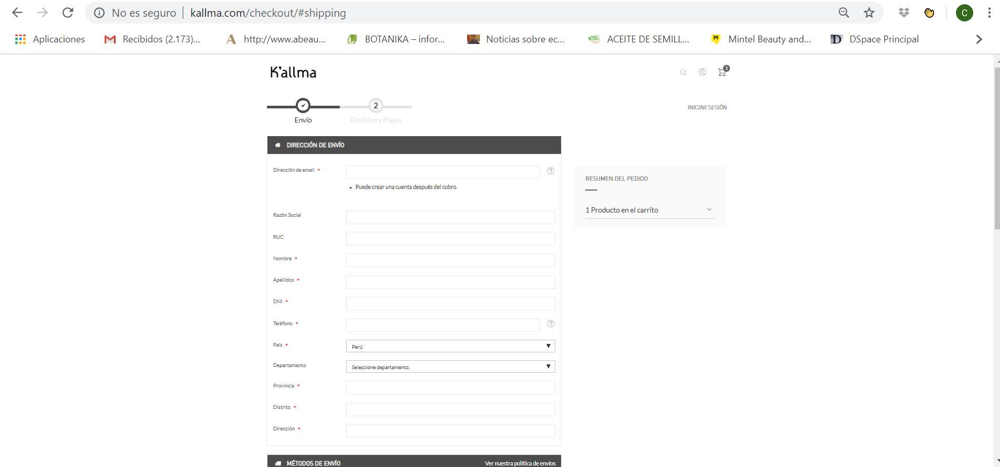 No es seguro | kallma.com/checkout/#shipping
C
Aplicaciones
Recibidos (2.173)...
http://www.abeau...
BOTANIKA – infor...
Noticias sobre ec...
ACEITE DE SEMILL...
Mintel Beauty and...
DSpace Principal
K'allma
1
2
Envío
Revisión y Pagos
INICIAR SESIÓN
DIRECCIÓN DE ENVÍO
Dirección de email *
?
Puede crear una cuenta después del cobro.
RESUMEN DEL PEDIDO
1 Producto en el carrito
Razón Social
RUC
Nombre *
Apellidos *
DNI *
Teléfono *
?
País *
Perú
Departamento
Seleccione departamento.
Provincia *
Distrito *
Dirección *
MÉTODOS DE ENVÍO
Ver nuestra política de envíos